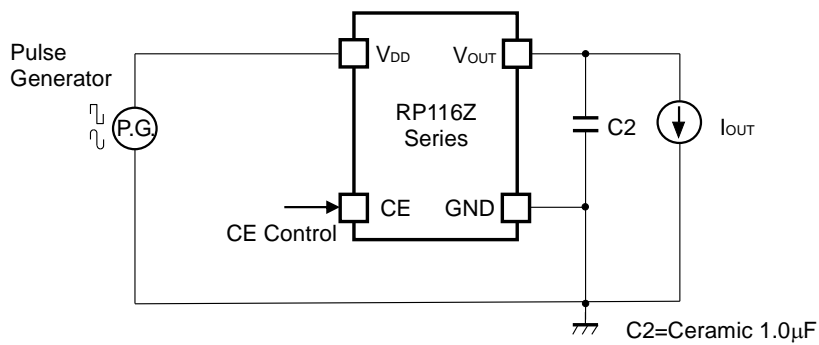 Pulse
Generator
P.G.
VDD
VOUT
RP116Z
Series
C2
IOUT
CE
GND
CE Control
C2=Ceramic 1.0μF